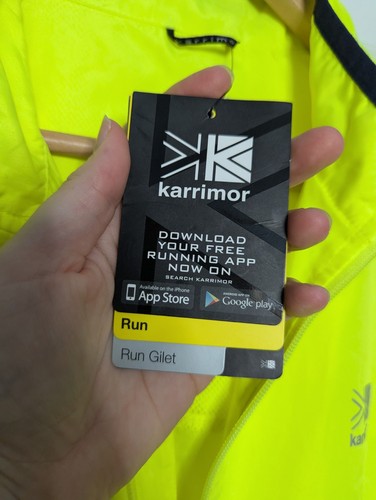 karrimor
karrimor
DOWNLOAD
YOUR FREE
RUNNING APP
NOW ON
SEARCH KARRIMOR
Available on the iPhone
App Store
Google play
Run
Run Gilet